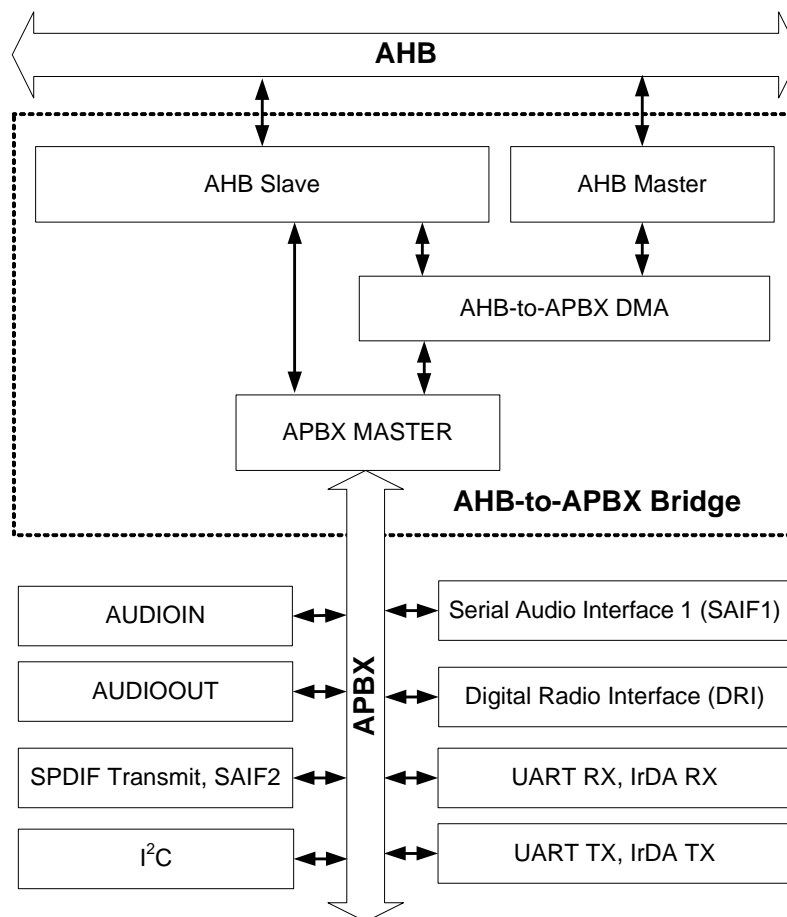 AHB
AHB Slave
AHB Master
AHB-to-APBX DMA
APBX MASTER
AHB-to-APBX Bridge
AUDIOIN
Serial Audio Interface 1 (SAIF1)
AUDIOOUT
Digital Radio Interface (DRI)
APBX
SPDIF Transmit, SAIF2
UART RX, IrDA RX
I²C
UART TX, IrDA TX